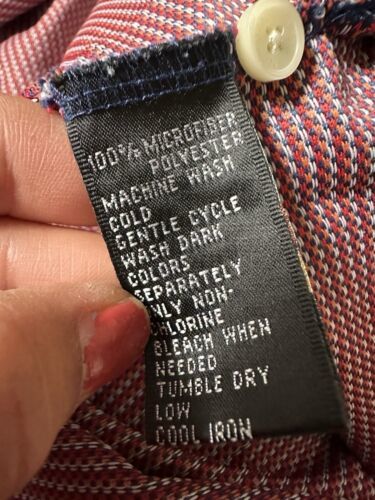 100% MICROFIBER
POLYESTER
MACHINE WASH
COLD
GENTLE CYCLE
WASH DARK
COLORS
SEPARATELY
ONLY NON-
CHLORINE
BLEACH WHEN
NEEDED
TUMBLE DRY
LOW
COOL IRON